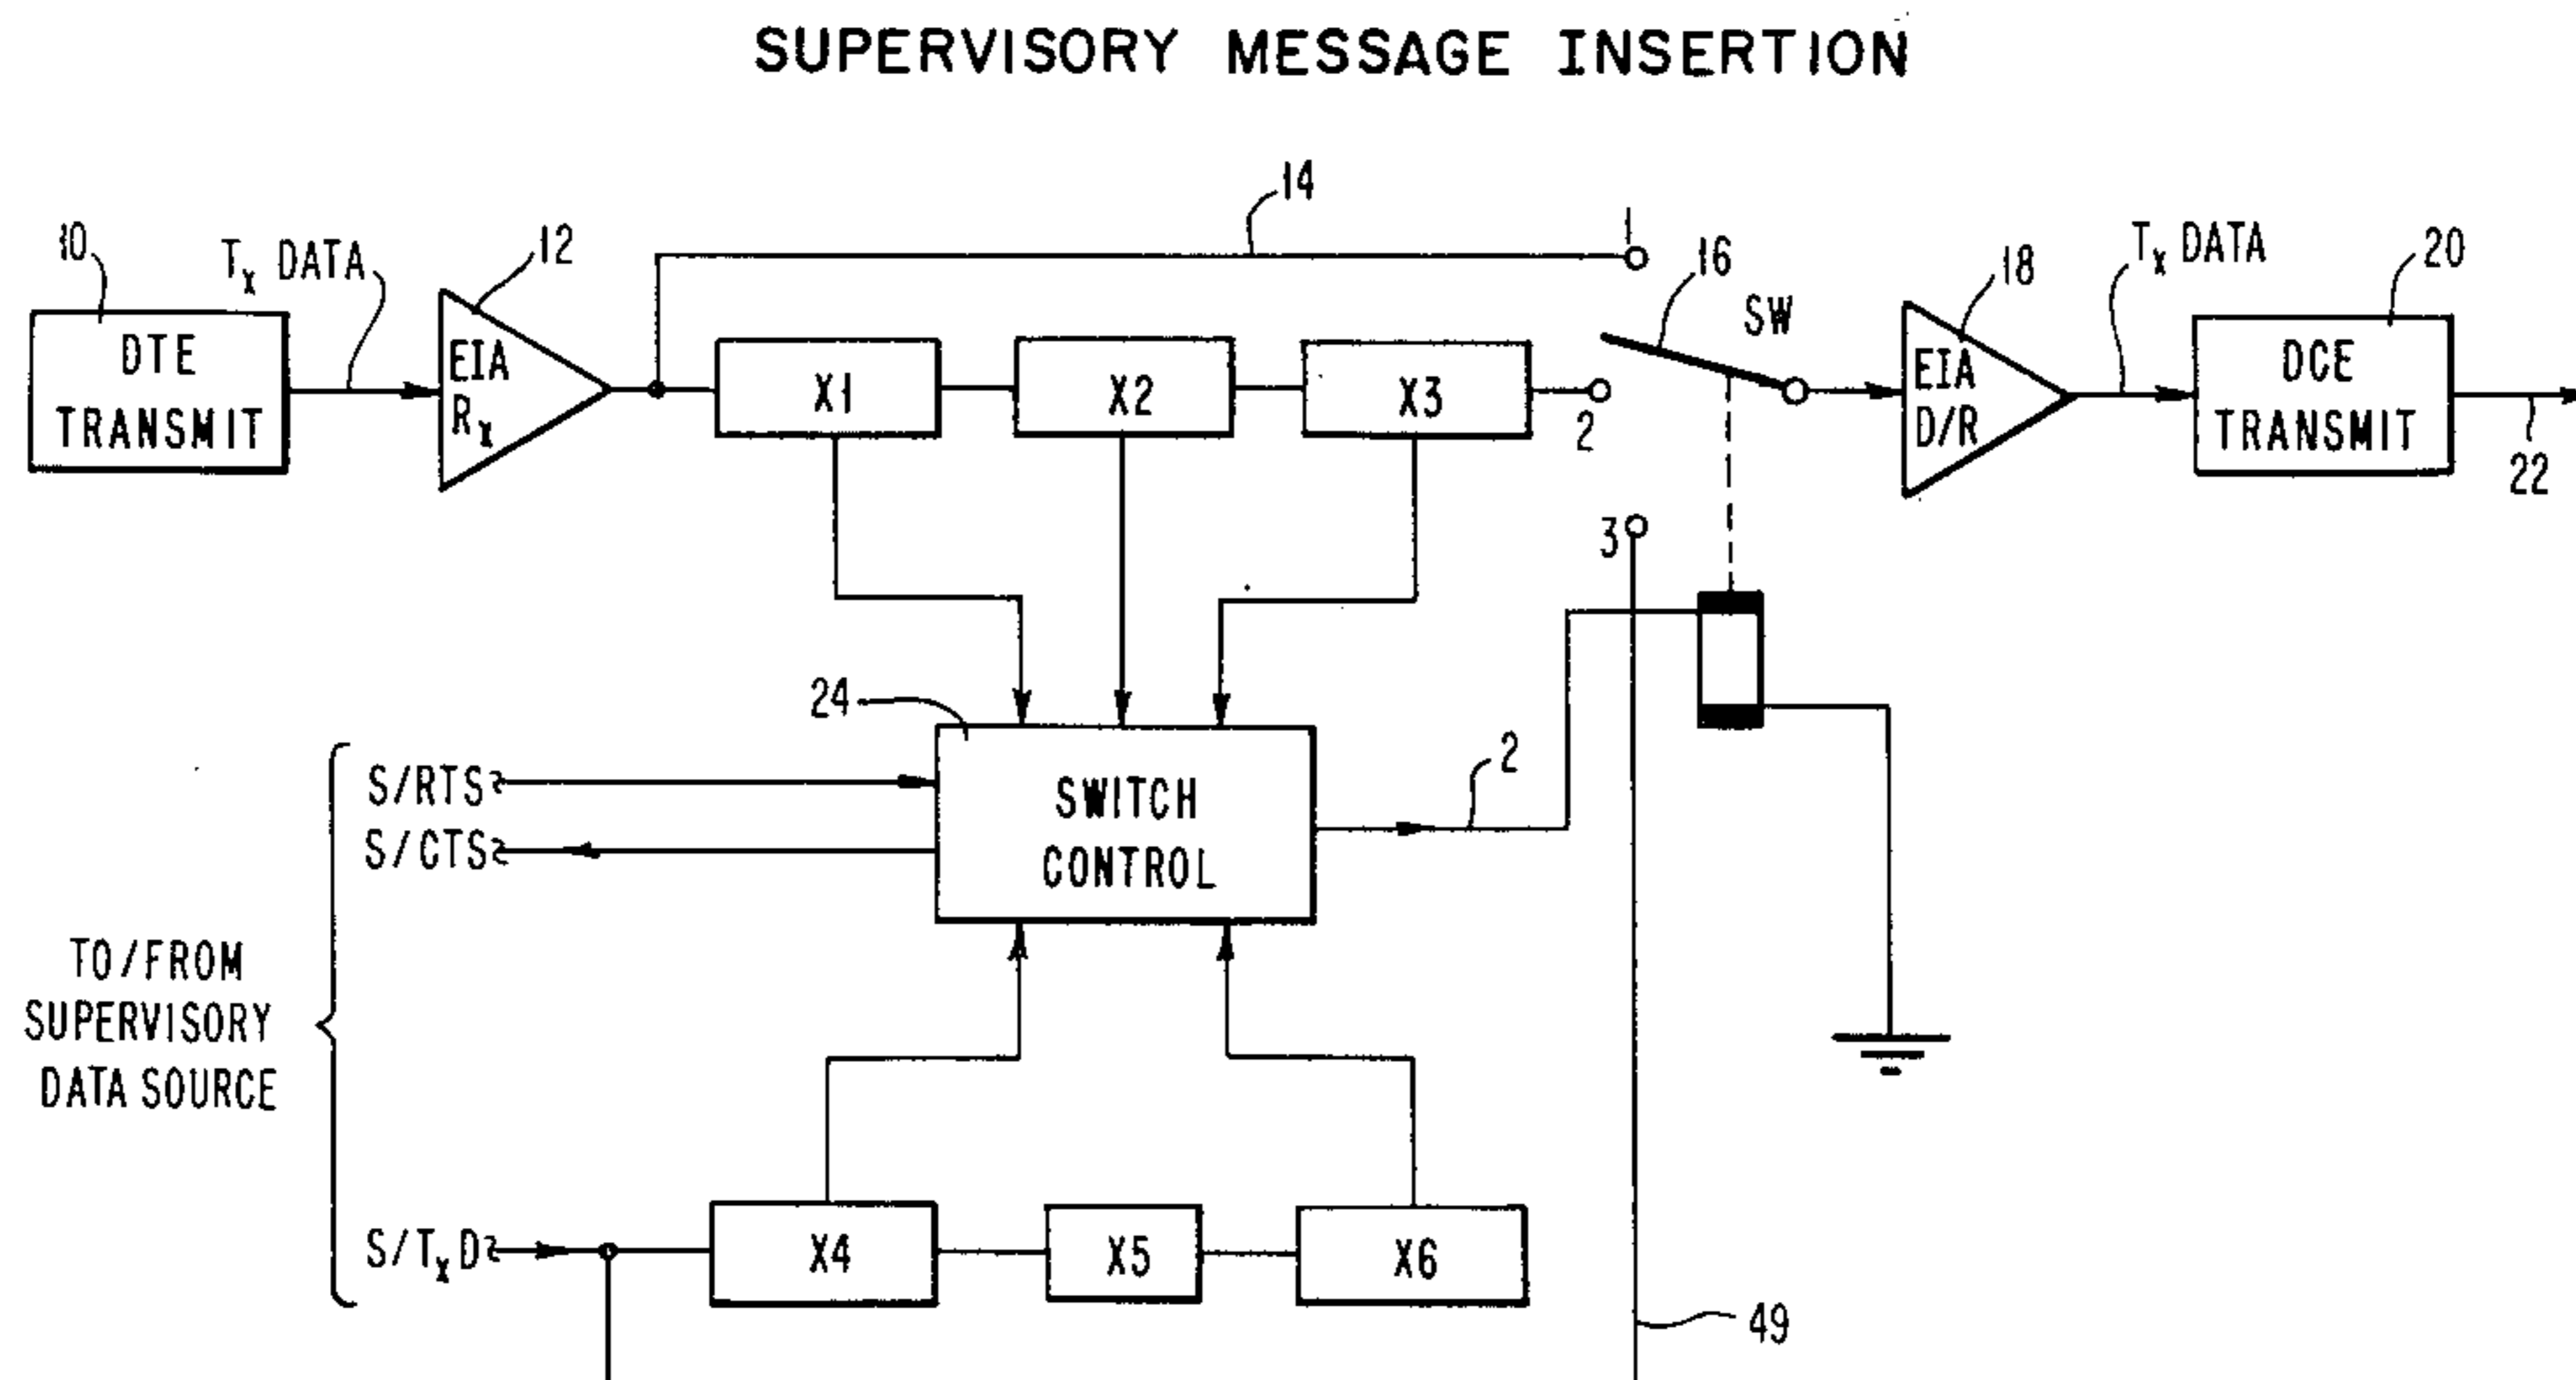 SUPERVISORY MESSAGE INSERTION
14
1
10
Tx DATA
12
16
SW
18
Tx DATA
20
DTE
TRANSMIT
EIA
Rx
X1
X2
X3
2
EIA
D/R
DCE
TRANSMIT
22
3
24
S/RTS
S/CTS
SWITCH
CONTROL
2
TO/FROM
SUPERVISORY
DATA SOURCE
S/TxD
X4
X5
X6
49